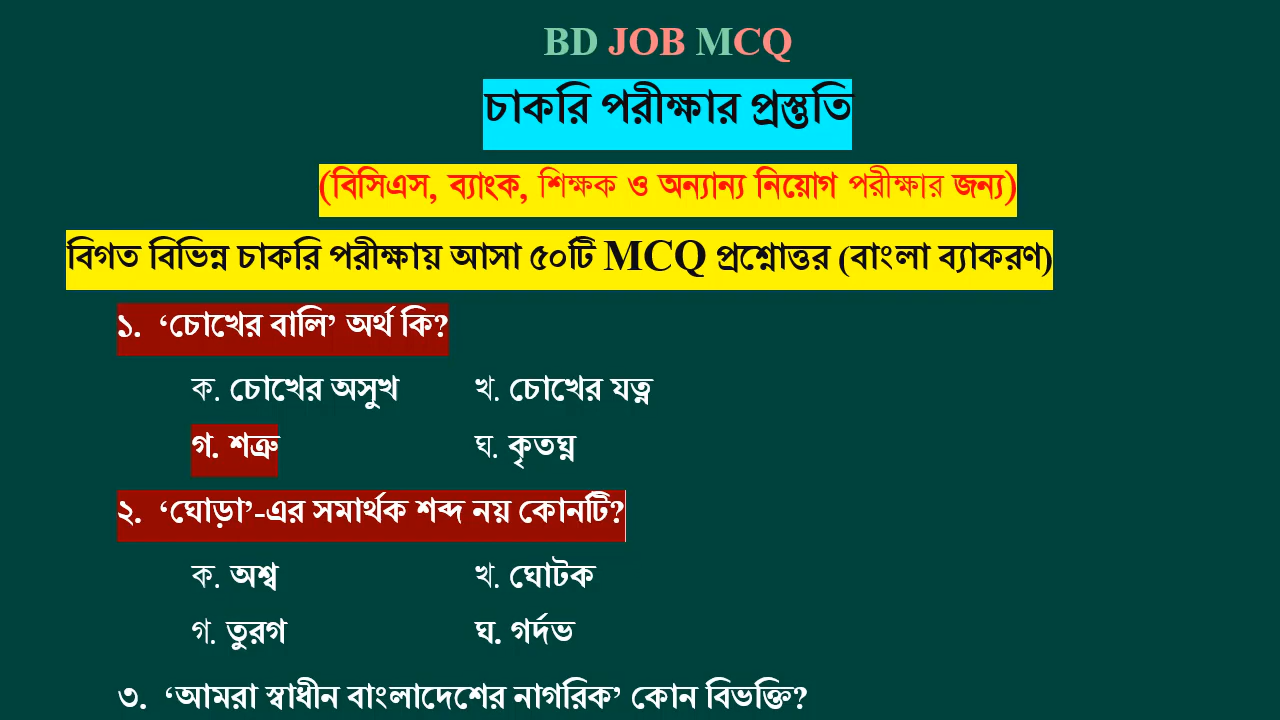 BD JOB MCQ
চাকরি পরীক্ষার প্রস্তুতি
(বিসিএস, ব্যাংক, শিক্ষক ও অন্যান্য নিয়োগ পরীক্ষার জন্য)
বিগত বিভিন্ন চাকরি পরীক্ষায় আসা ৫০টি MCQ প্রশ্নোত্তর (বাংলা ব্যাকরণ)
১. ‘চোখের বালি’ অর্থ কি?
ক. চোখের অসুখ খ. চোখের যত্ন
গ. শত্রু ঘ. কৃতঘ্ন
২. ‘ঘোড়া’-এর সমার্থক শব্দ নয় কোনটি?
ক. অশ্ব খ. ঘোটক
গ. তুরগ ঘ. গর্দভ
৩. ‘আমরা স্বাধীন বাংলাদেশের নাগরিক’ কোন বিভক্তি?